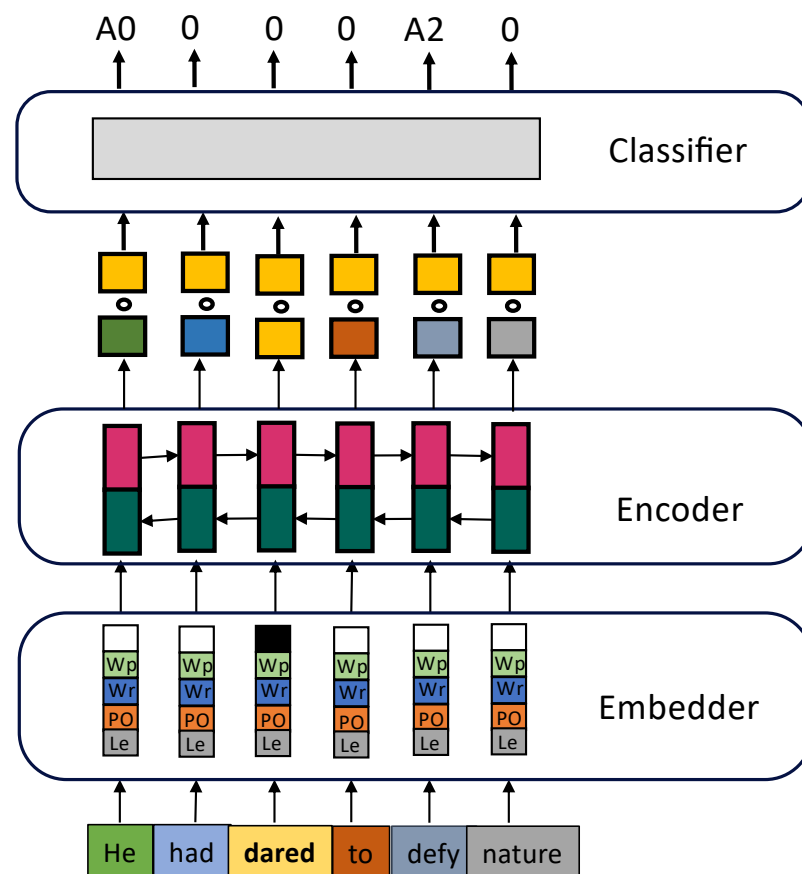 A0 0 0 0 A2 0
Classifier
Encoder
Wp Wp Wp Wp Wp Wp
Wr Wr Wr Wr Wr Wr
Embedder
PO PO PO PO PO PO
Le Le Le Le Le Le
He had dared to defy nature